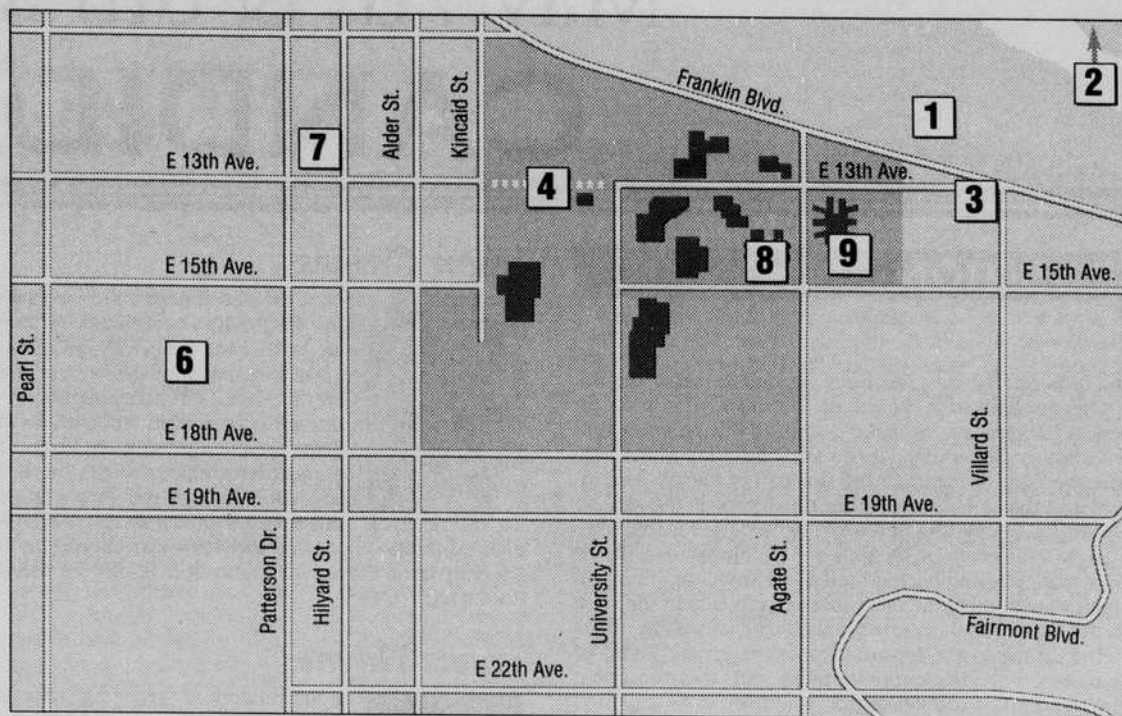 Franklin Blvd.
2
1
Alder St.
Kincaid St.
7
E 13th Ave.
E 13th Ave.
4
3
8
9
E 15th Ave.
E 15th Ave.
Pearl St.
6
E 18th Ave.
Villard St.
E 19th Ave.
E 19th Ave.
Patterson Dr.
Hilyard St.
University St.
Agate St.
Fairmont Blvd.
E 22th Ave.